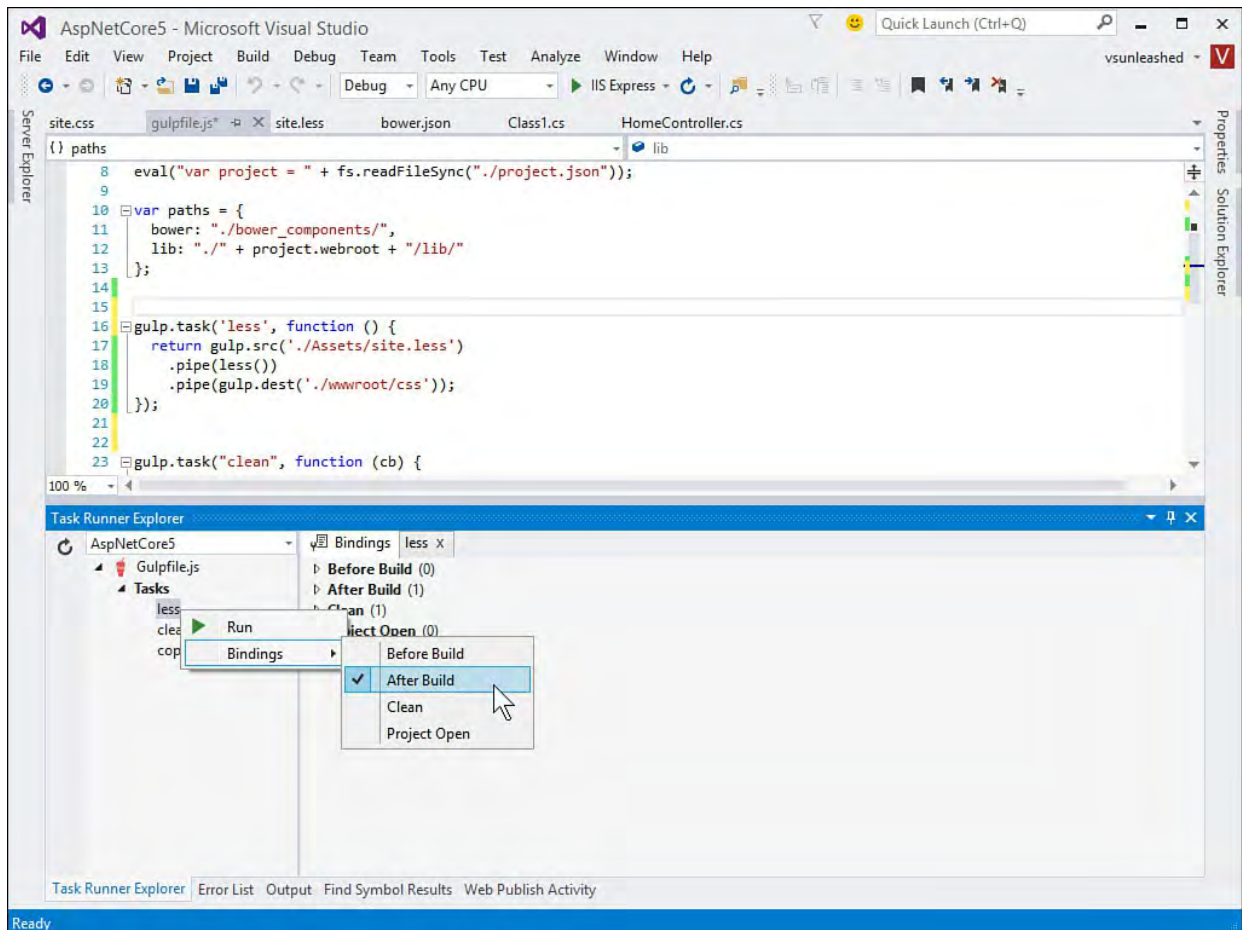 AspNetCore5 - Microsoft Visual Studio
Quick Launch (Ctrl+Q)
File Edit View Project Build Debug Team Tools Test Analyze Window Help
vsunleashed
V
Debug Any CPU IIS Express
Server Explorer
Properties
Solution Explorer
site.css gulpfile.js* site.less bower.json Class1.cs HomeController.cs
{} paths lib
8 eval("var project = " + fs.readFileSync("./project.json"));
9
10 var paths = {
11 bower: "./bower_components/",
12 lib: "./" + project.webroot + "/lib/"
13 };
14
15
16 gulp.task('less', function () {
17 return gulp.src('./Assets/site.less')
18 .pipe(less())
19 .pipe(gulp.dest('./wwwroot/css'));
20 });
21
22
23 gulp.task("clean", function (cb) {
100 %
Task Runner Explorer
AspNetCore5
Bindings less x
Gulpfile.js
Before Build (0)
Tasks
After Build (1)
less
(1)
Run
Open (0)
Bindings
Before Build
After Build
Clean
Project Open
Task Runner Explorer Error List Output Find Symbol Results Web Publish Activity
Ready